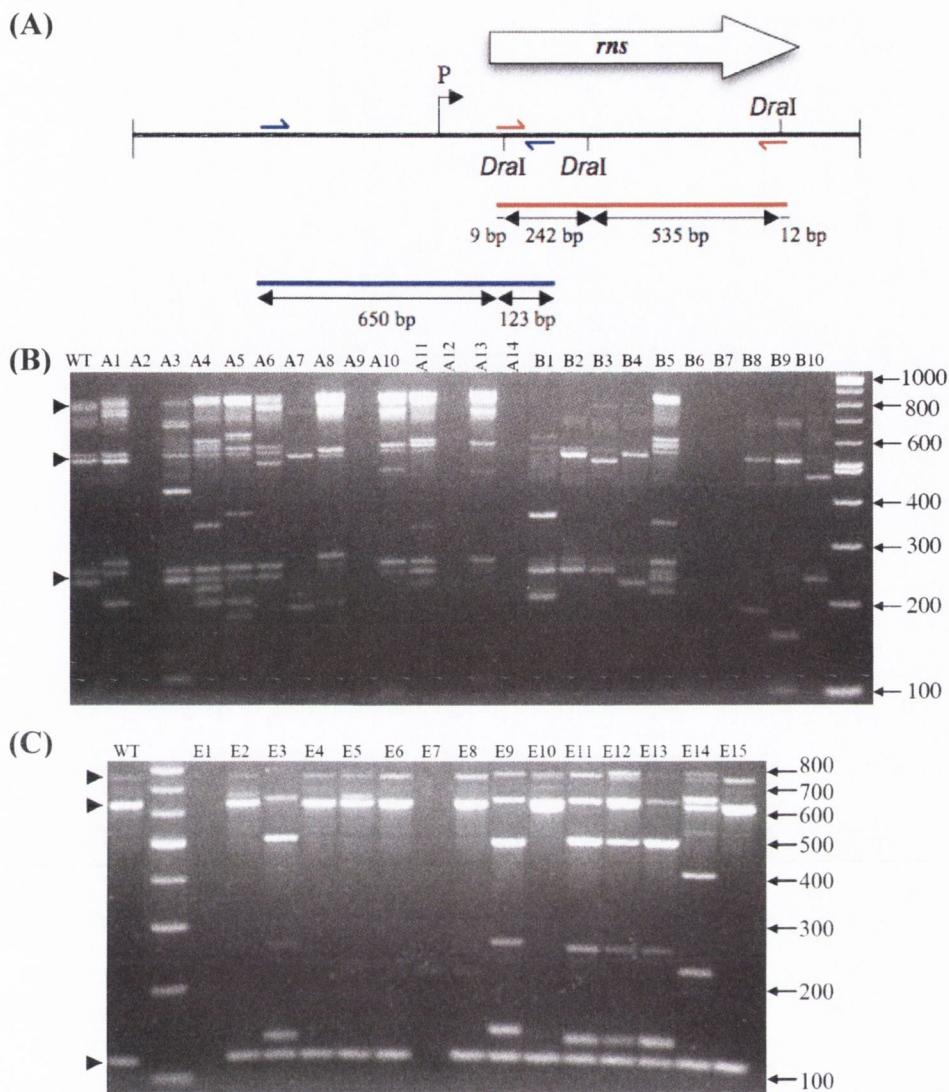 (A)
rns
P
DraI
DraI DraI
9 bp 242 bp 535 bp 12 bp
650 bp 123 bp
(B)
WT A1 A2 A3 A4 A5 A6 A7 A8 A9 A10 A11 A12 A13 A14 B1 B2 B3 B4 B5 B6 B7 B8 B9 B10
1000
800
600
400
300
200
100
(C)
WT E1 E2 E3 E4 E5 E6 E7 E8 E9 E10 E11 E12 E13 E14 E15
800
700
600
500
400
300
200
100